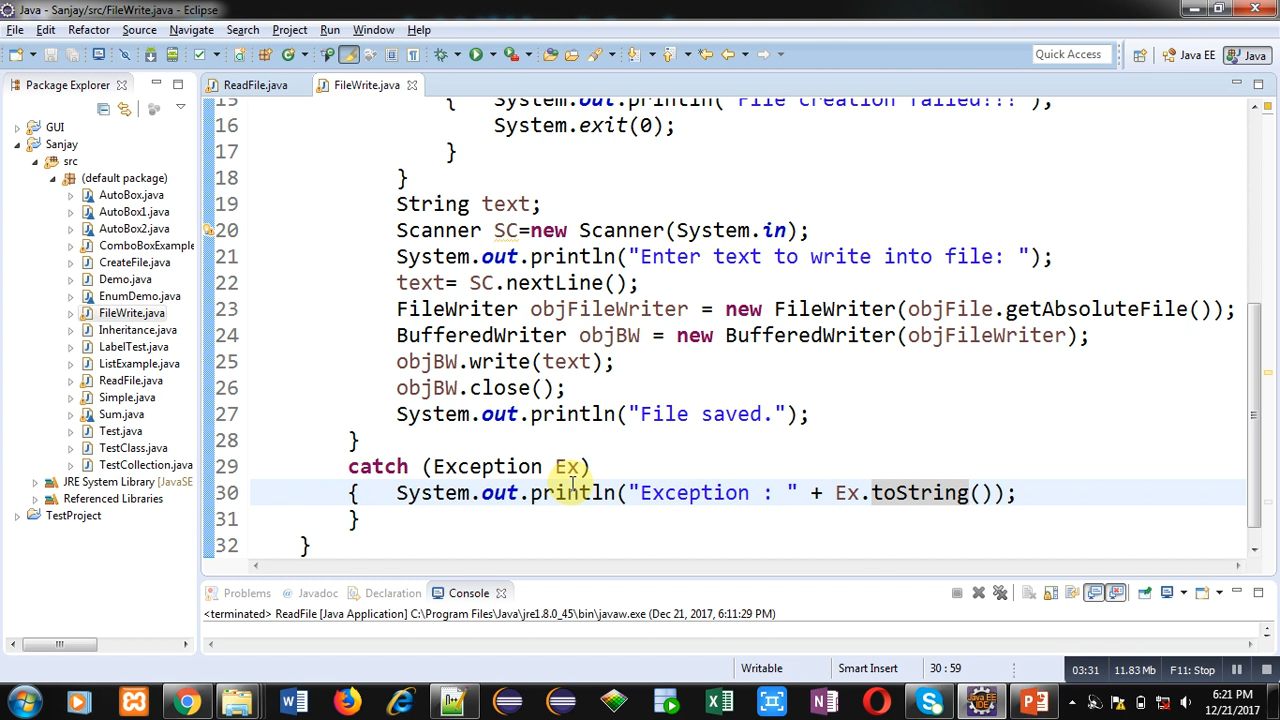 Java - Sanjay/src/FileWrite.java - Eclipse
File Edit Refactor Source Navigate Search Project Run Window Help
Quick Access
Java EE
Java
Package Explorer
ReadFile.java
FileWrite.java
GUI
Sanjay
src
(default package)
AutoBox.java
AutoBox1.java
AutoBox2.java
ComboBoxExample
CreateFile.java
Demo.java
EnumDemo.java
FileWrite.java
Inheritance.java
LabelTest.java
ListExample.java
ReadFile.java
Simple.java
Sum.java
Test.java
TestClass.java
TestCollection.java
JRE System Library [JavaSE
Referenced Libraries
TestProject
15 { System.out.println("File creation failed!!!");
16 System.exit(0);
17 }
18 }
19 String text;
20 Scanner SC=new Scanner(System.in);
21 System.out.println("Enter text to write into file: ");
22 text= SC.nextLine();
23 FileWriter objFileWriter = new FileWriter(objFile.getAbsoluteFile());
24 BufferedWriter objBW = new BufferedWriter(objFileWriter);
25 objBW.write(text);
26 objBW.close();
27 System.out.println("File saved.");
28 }
29 catch (Exception Ex)
30 { System.out.println("Exception : " + Ex.toString());
31 }
32 }
Problems Javadoc Declaration Console
<terminated> ReadFile [Java Application] C:\Program Files\Java\jre1.8.0_45\bin\javaw.exe (Dec 21, 2017, 6:11:29 PM)
Writable Smart Insert 30 : 59 03:31 11.83 Mb F11: Stop
6:21 PM
12/21/2017